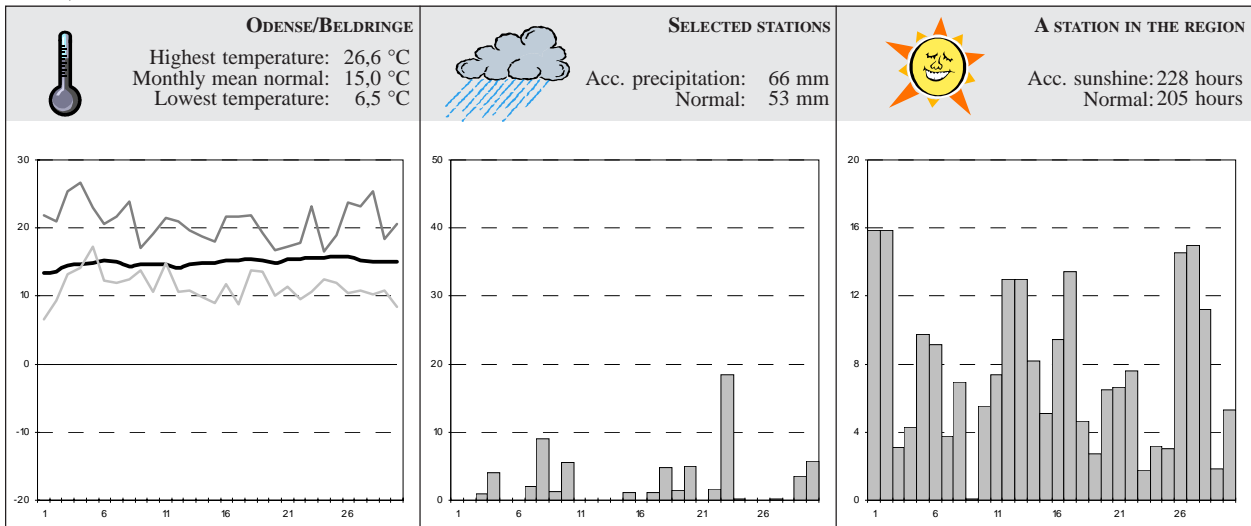 ODENSE/BELDRINGE
Highest temperature: 26,6 °C
Monthly mean normal: 15,0 °C
Lowest temperature: 6,5 °C
SELECTED STATIONS
Acc. precipitation: 66 mm
Normal: 53 mm
A STATION IN THE REGION
Acc. sunshine: 228 hours
Normal: 205 hours
30
20
10
0
-10
-20
1 6 11 16 21 26
50
40
30
20
10
0
1 6 11 16 21 26
20
16
12
8
4
0
1 6 11 16 21 26